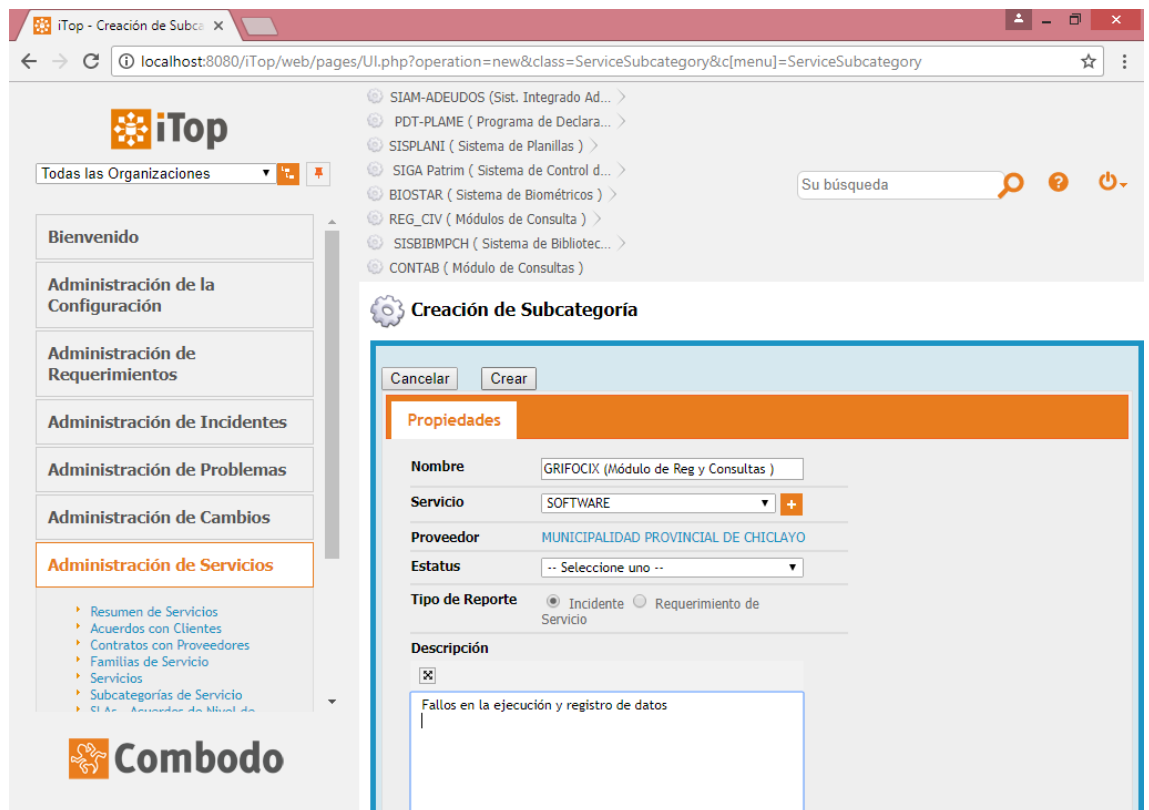 iTop - Creación de Subca
localhost:8080/iTop/web/pages/UI.php?operation=new&class=ServiceSubcategory&c[menu]=ServiceSubcategory
iTop
Todas las Organizaciones
SIAM-ADEUDOS (Sist. Integrado Ad...
PDT-PLAME ( Programa de Declara...
SISPLANI ( Sistema de Planillas )
SIGA Patrim ( Sistema de Control d...
BIOSTAR ( Sistema de Biométricos )
REG_CIV ( Módulos de Consulta )
SISBIBMPCH ( Sistema de Bibliotec...
CONTAB ( Módulo de Consultas )
Su búsqueda
Bienvenido
Administración de la
Configuración
Administración de
Requerimientos
Administración de Incidentes
Administración de Problemas
Administración de Cambios
Administración de Servicios
Resumen de Servicios
Acuerdos con Clientes
Contratos con Proveedores
Familias de Servicio
Servicios
Subcategorías de Servicio
SLAs - Acuerdos de Nivel de
Combodo
Creación de Subcategoría
Cancelar
Crear
Propiedades
Nombre GRIFOCIX (Módulo de Reg y Consultas )
Servicio SOFTWARE
Proveedor MUNICIPALIDAD PROVINCIAL DE CHICLAYO
Estatus -- Seleccione uno --
Tipo de Reporte Incidente Requerimiento de
Servicio
Descripción
Fallos en la ejecución y registro de datos